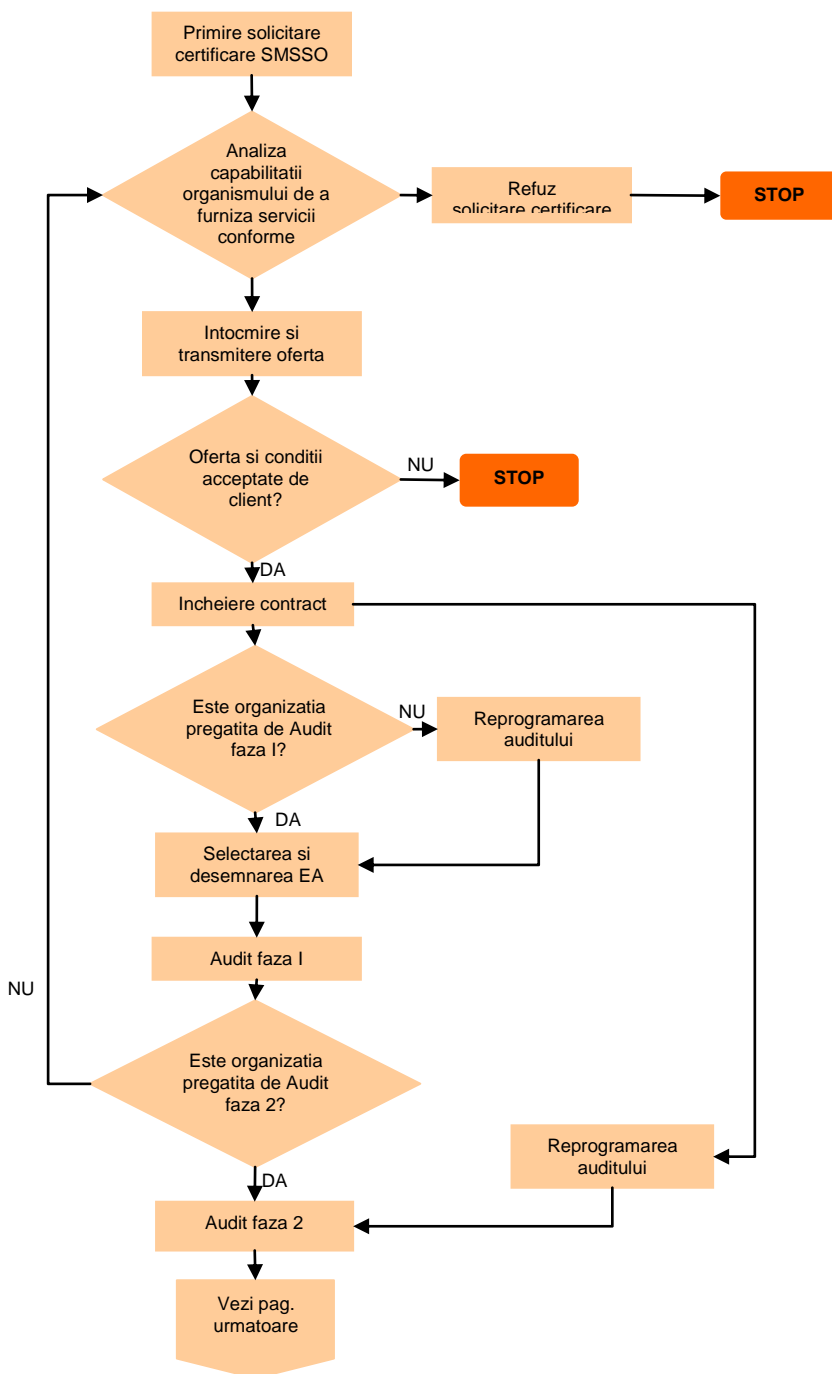 Primire solicitare
certificare SMSSO
Analiza
capabilitatii
organismului de a
furniza servicii
conforme
Refuz
solicitare certificare
STOP
Intocmire si
transmitere oferta
Oferta si conditii
acceptate de
client?
NU
STOP
DA
Incheiere contract
Este organizatia
pregatita de Audit
faza I?
NU
Reprogramarea
auditului
DA
Selectarea si
desemnarea EA
Audit faza I
NU
Este organizatia
pregatita de Audit
faza 2?
Reprogramarea
auditului
DA
Audit faza 2
Vezi pag.
urmatoare